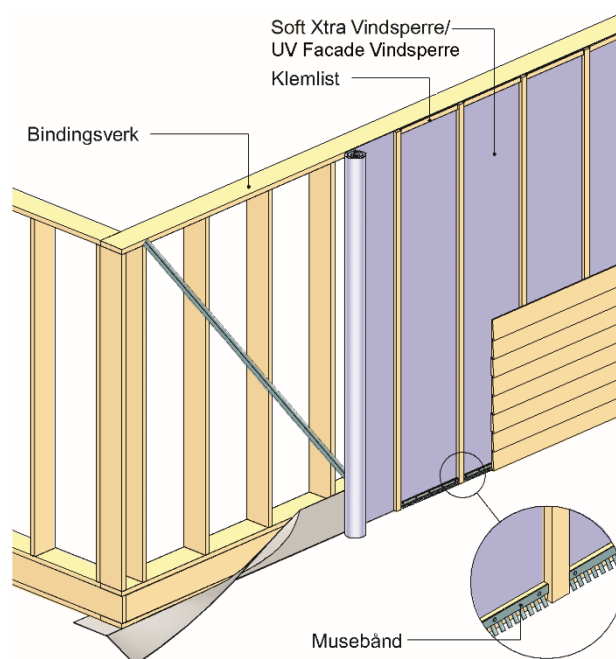 Soft Xtra Vindsperre/
UV Facade Vindsperre
Klemlist
Bindingsverk
Musebånd